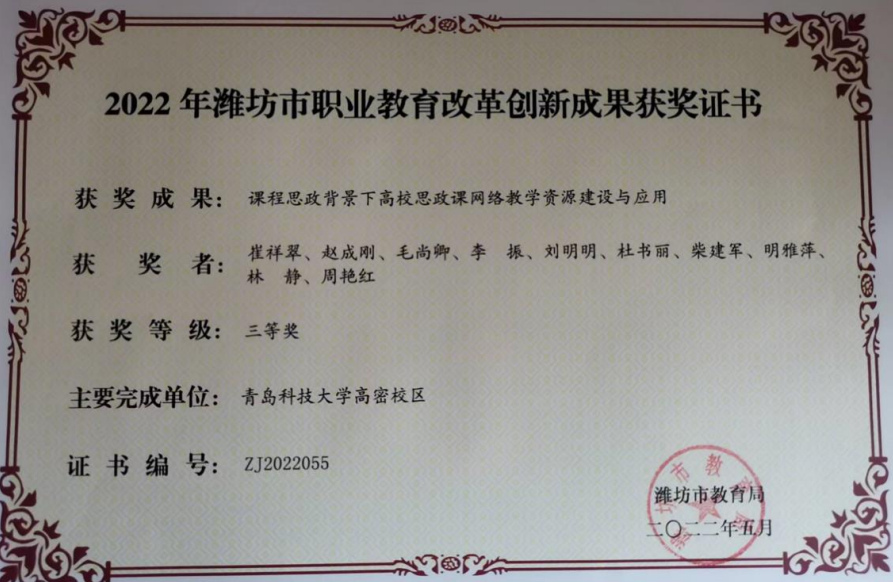 2022年潍坊市职业教育改革创新成果获奖证书
获奖成果：课程思政背景下高校思政课网络教学资源建设与应用
获奖者：崔祥翠、赵成刚、毛尚卿、李　振、刘明明、杜书丽、柴建军、明雅萍、
林　静、周艳红
获奖等级：三等奖
主要完成单位：青岛科技大学高密校区
证书编号：ZJ2022055
潍坊市教育局
二〇二二年五月